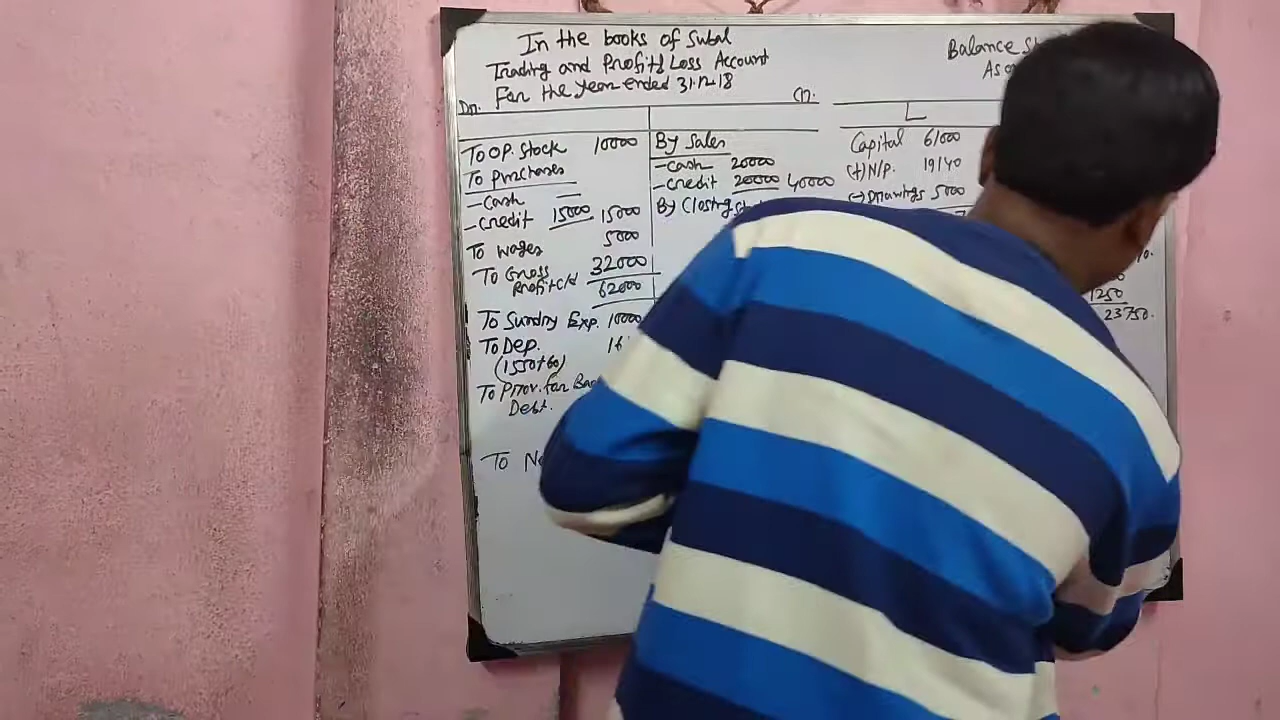 In the books of Subal
Trading and Profit & Loss Account
For the year ended 31.12.18
Dr.
Cr.
To OP. Stock 10000
To purchases
-Cash —
-Credit 15000 15000
To wages 5000
To Gross Profit c/d 32000
62000
To Sundry Exp. 10000
To Dep.
(1550+60)
To Prov. for Bad
Debt.
To
By Sales
-Cash 20000
-Credit 20000 40000
By Closing
Balance
As on
L
Capital 61000
(+) N/P. 19140
(-) Drawings 5000
1250
23750.